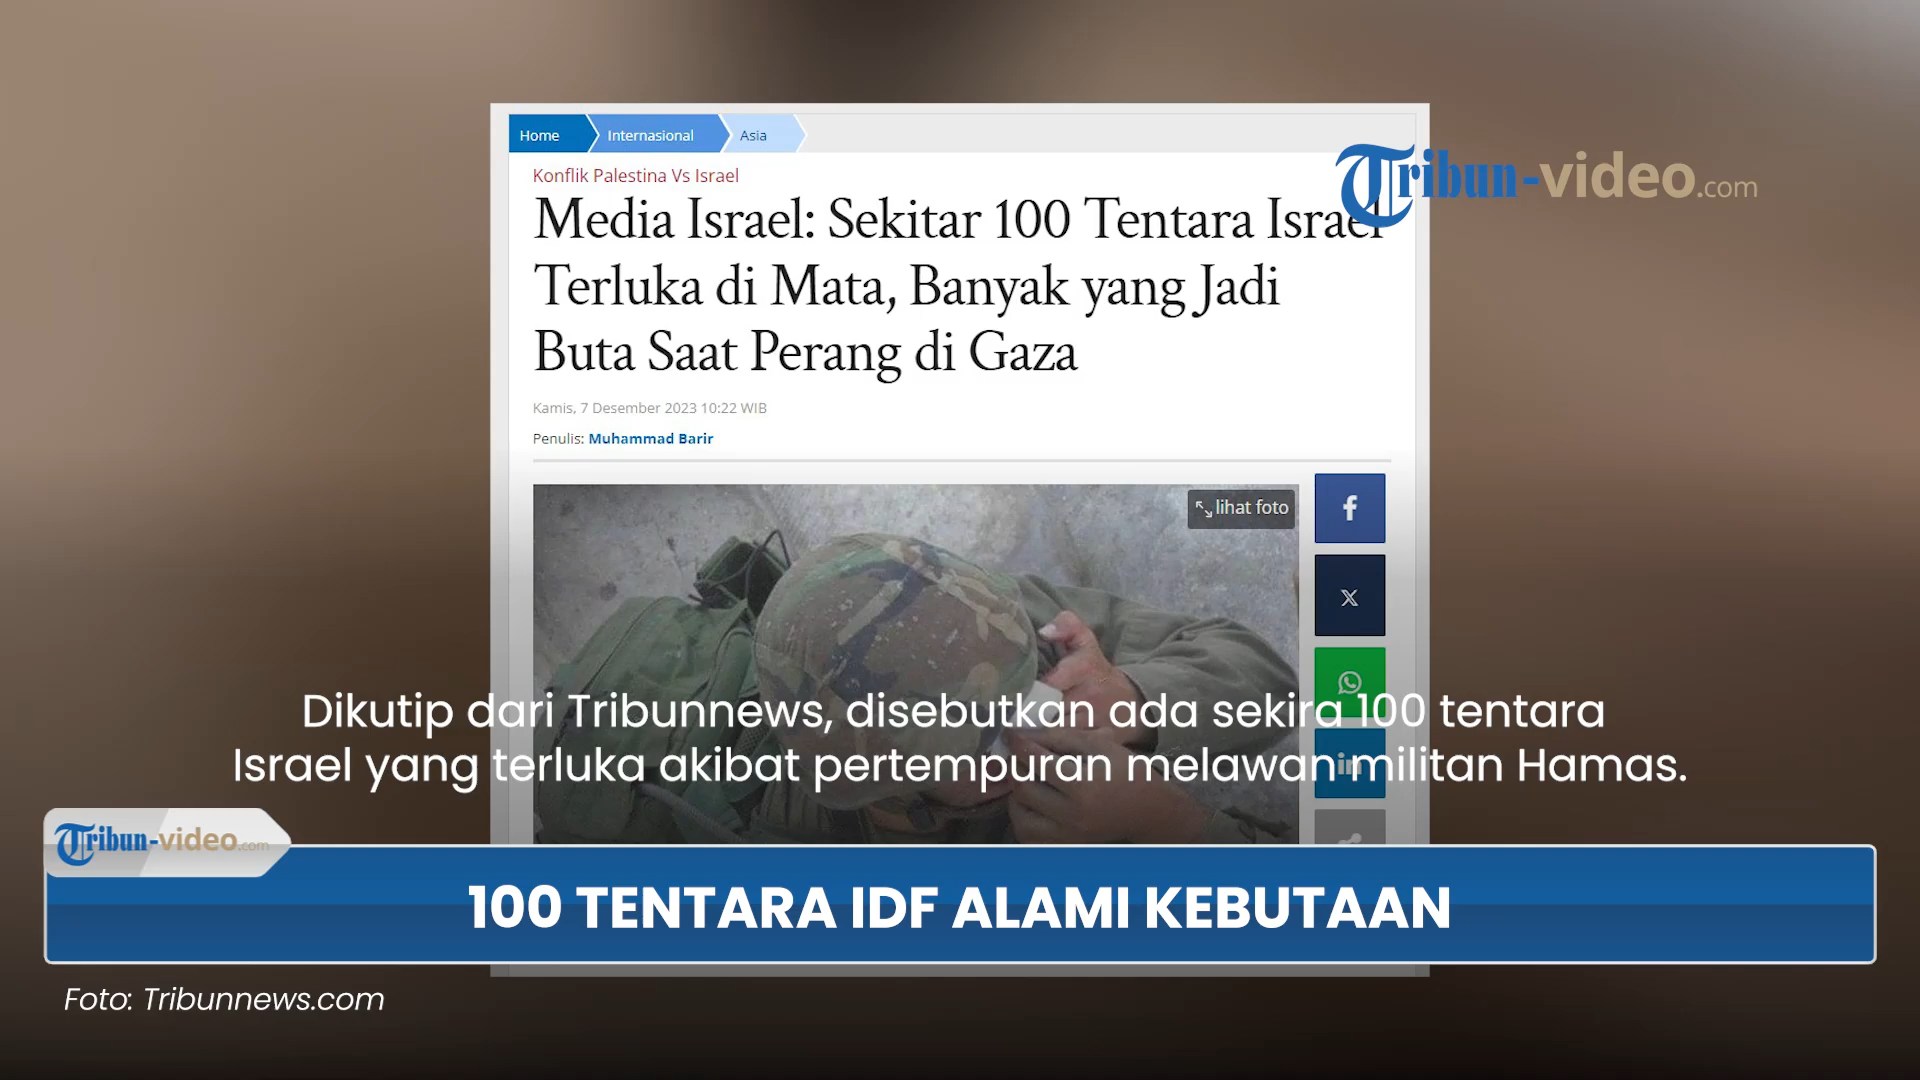 Home Internasional Asia
Konflik Palestina Vs Israel
Tribun-video.com
Media Israel: Sekitar 100 Tentara Israel
Terluka di Mata, Banyak yang Jadi
Buta Saat Perang di Gaza
Kamis, 7 Desember 2023 10:22 WIB
Penulis: Muhammad Barir
lihat foto
Dikutip dari Tribunnews, disebutkan ada sekira 100 tentara
Israel yang terluka akibat pertempuran melawan militan Hamas.
in
Tribun-video.com
100 TENTARA IDF ALAMI KEBUTAAN
Foto: Tribunnews.com